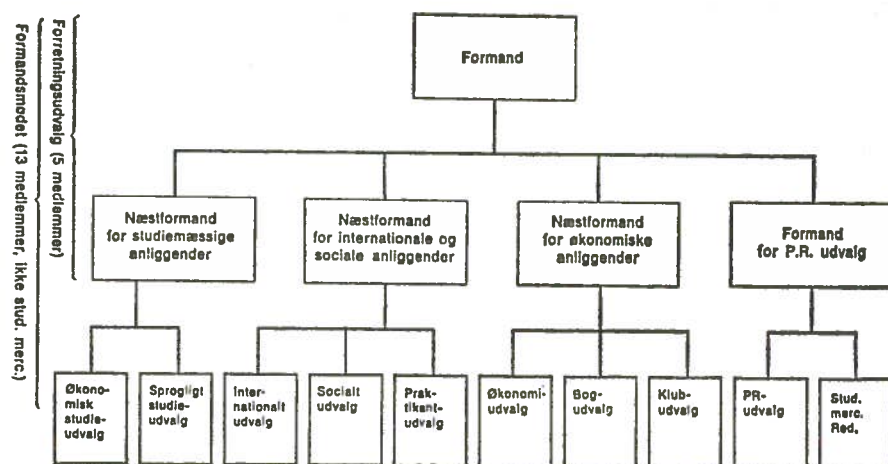 Formandsmødet (13 medlemmer, ikke stud. merc.)
Forretningsudvalg (5 medlemmer)
Formand
Næstformand
for studiemæssige
anliggender
Næstformand
for internationale og
sociale anliggender
Næstformand
for økonomiske
anliggender
Formand
for P.R. udvalg
Økono-
misk
studie-
udvalg
Sprogligt
studie-
udvalg
Inter-
nationalt
udvalg
Socialt
udvalg
Prak-
tikant-
udvalg
Økonomi-
udvalg
Bog-
udvalg
Klub-
udvalg
PR-
udvalg
Stud.
merc.
Red.